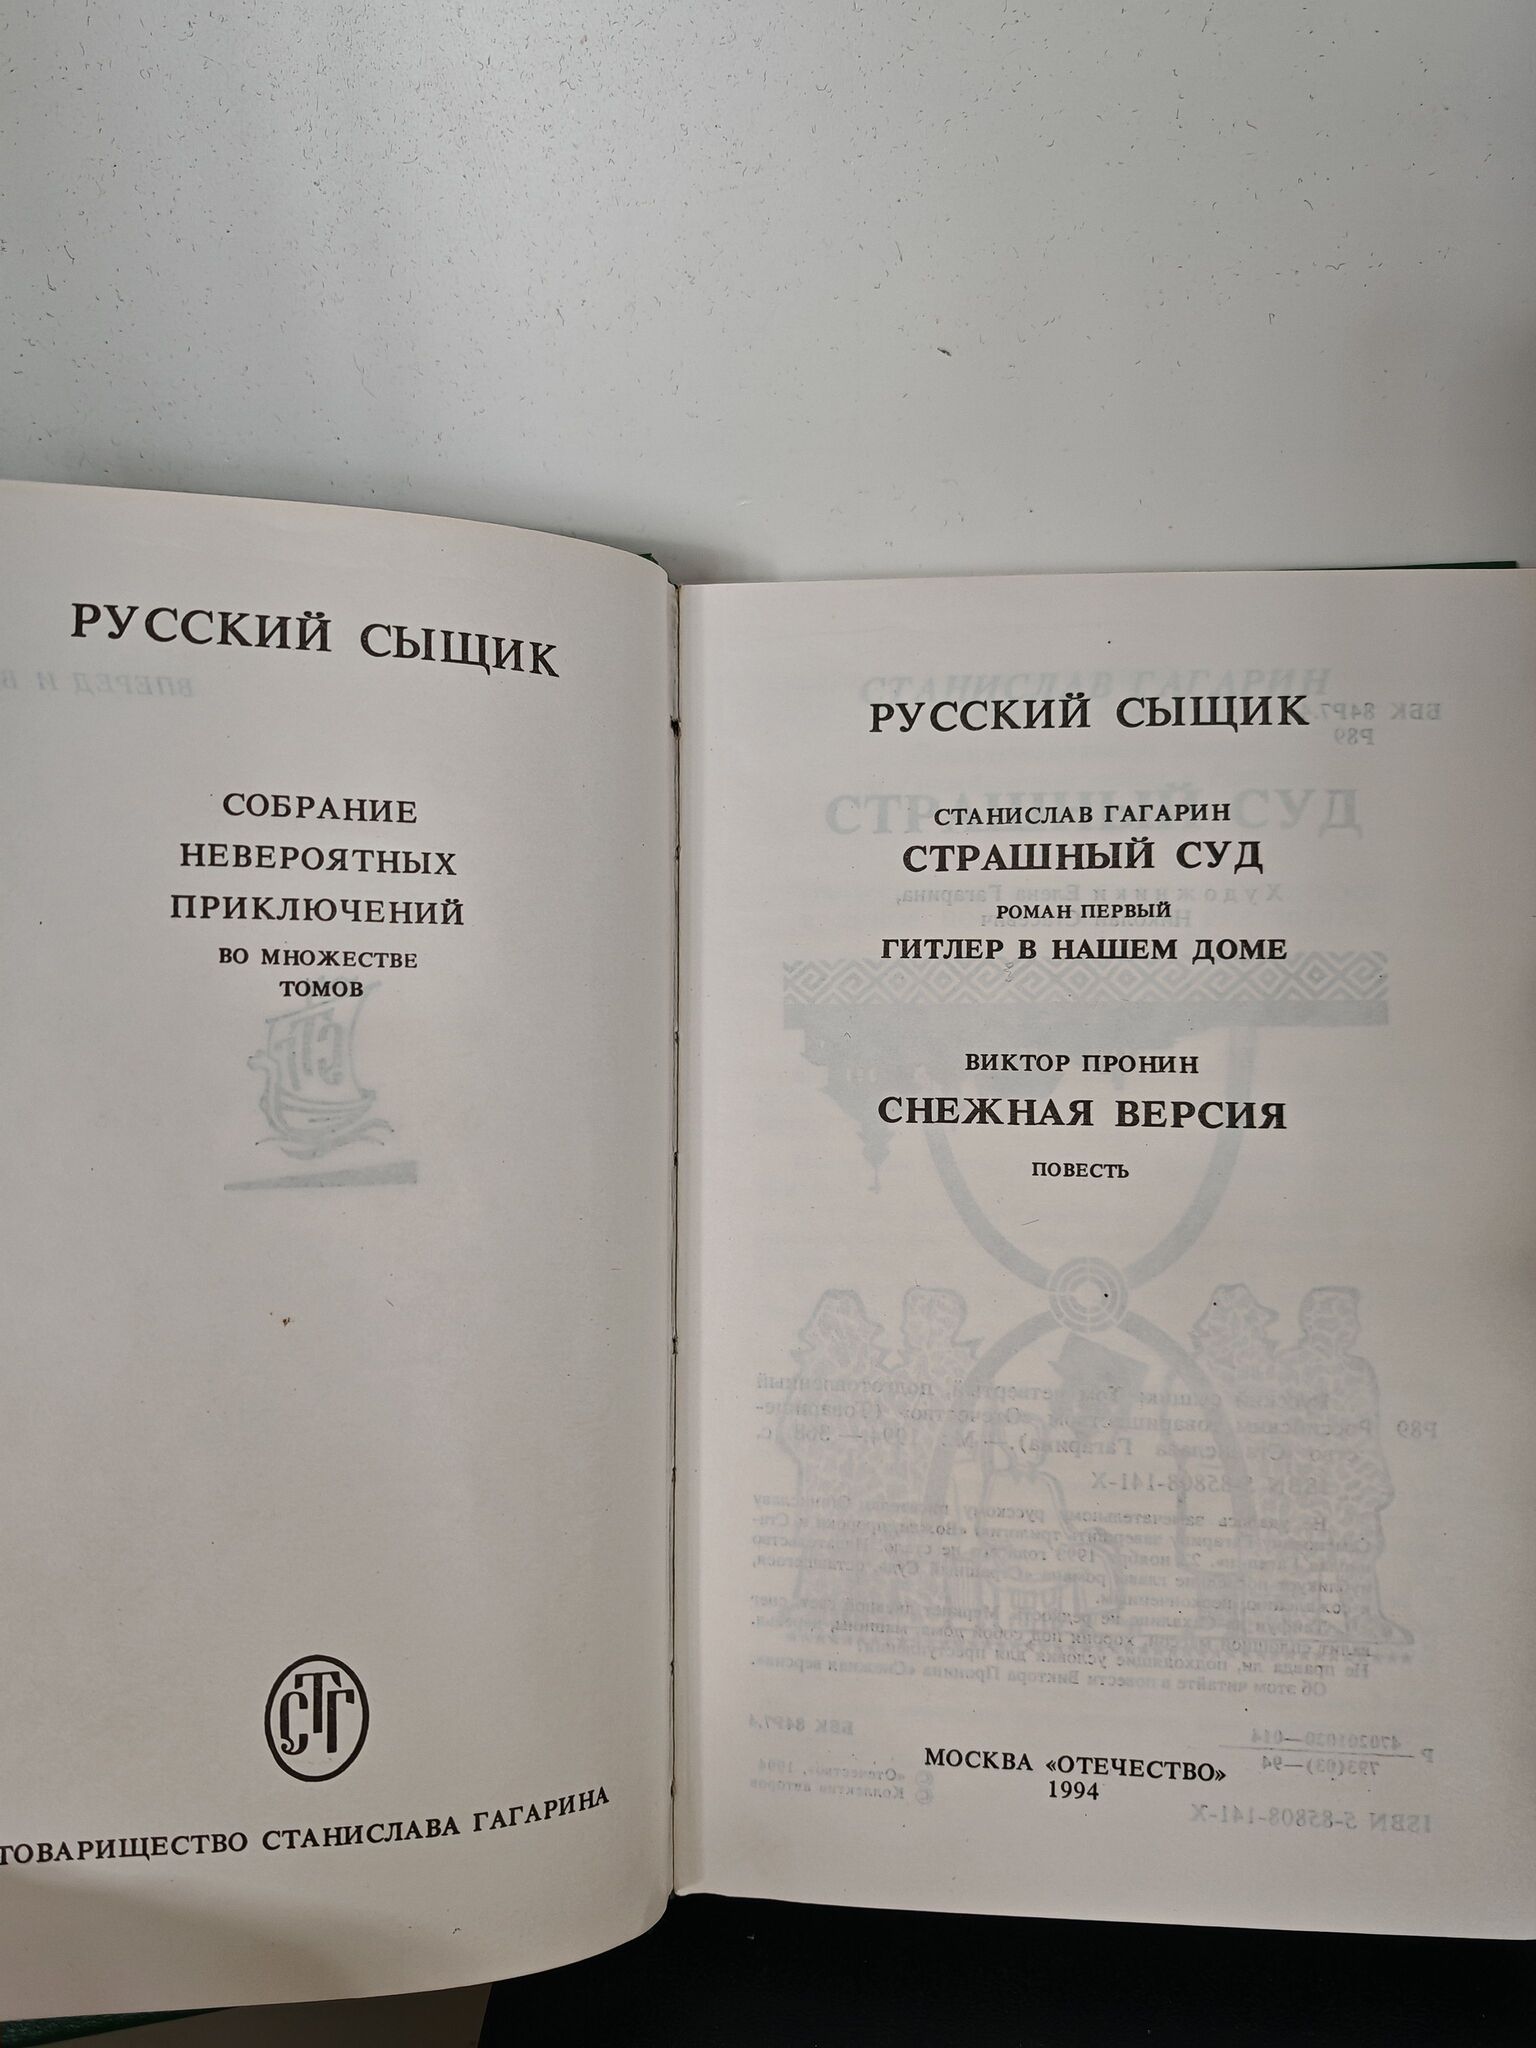 РУССКИЙ СЫЩИК
СОБРАНИЕ
НЕВЕРОЯТНЫХ
ПРИКЛЮЧЕНИЙ
ВО МНОЖЕСТВЕ
ТОМОВ
СТГ
ТОВАРИЩЕСТВО СТАНИСЛАВА ГАГАРИНА
РУССКИЙ СЫЩИК
СТАНИСЛАВ ГАГАРИН
СТРАШНЫЙ СУД
РОМАН ПЕРВЫЙ
ГИТЛЕР В НАШЕМ ДОМЕ
ВИКТОР ПРОНИН
СНЕЖНАЯ ВЕРСИЯ
ПОВЕСТЬ
МОСКВА «ОТЕЧЕСТВО»
1994